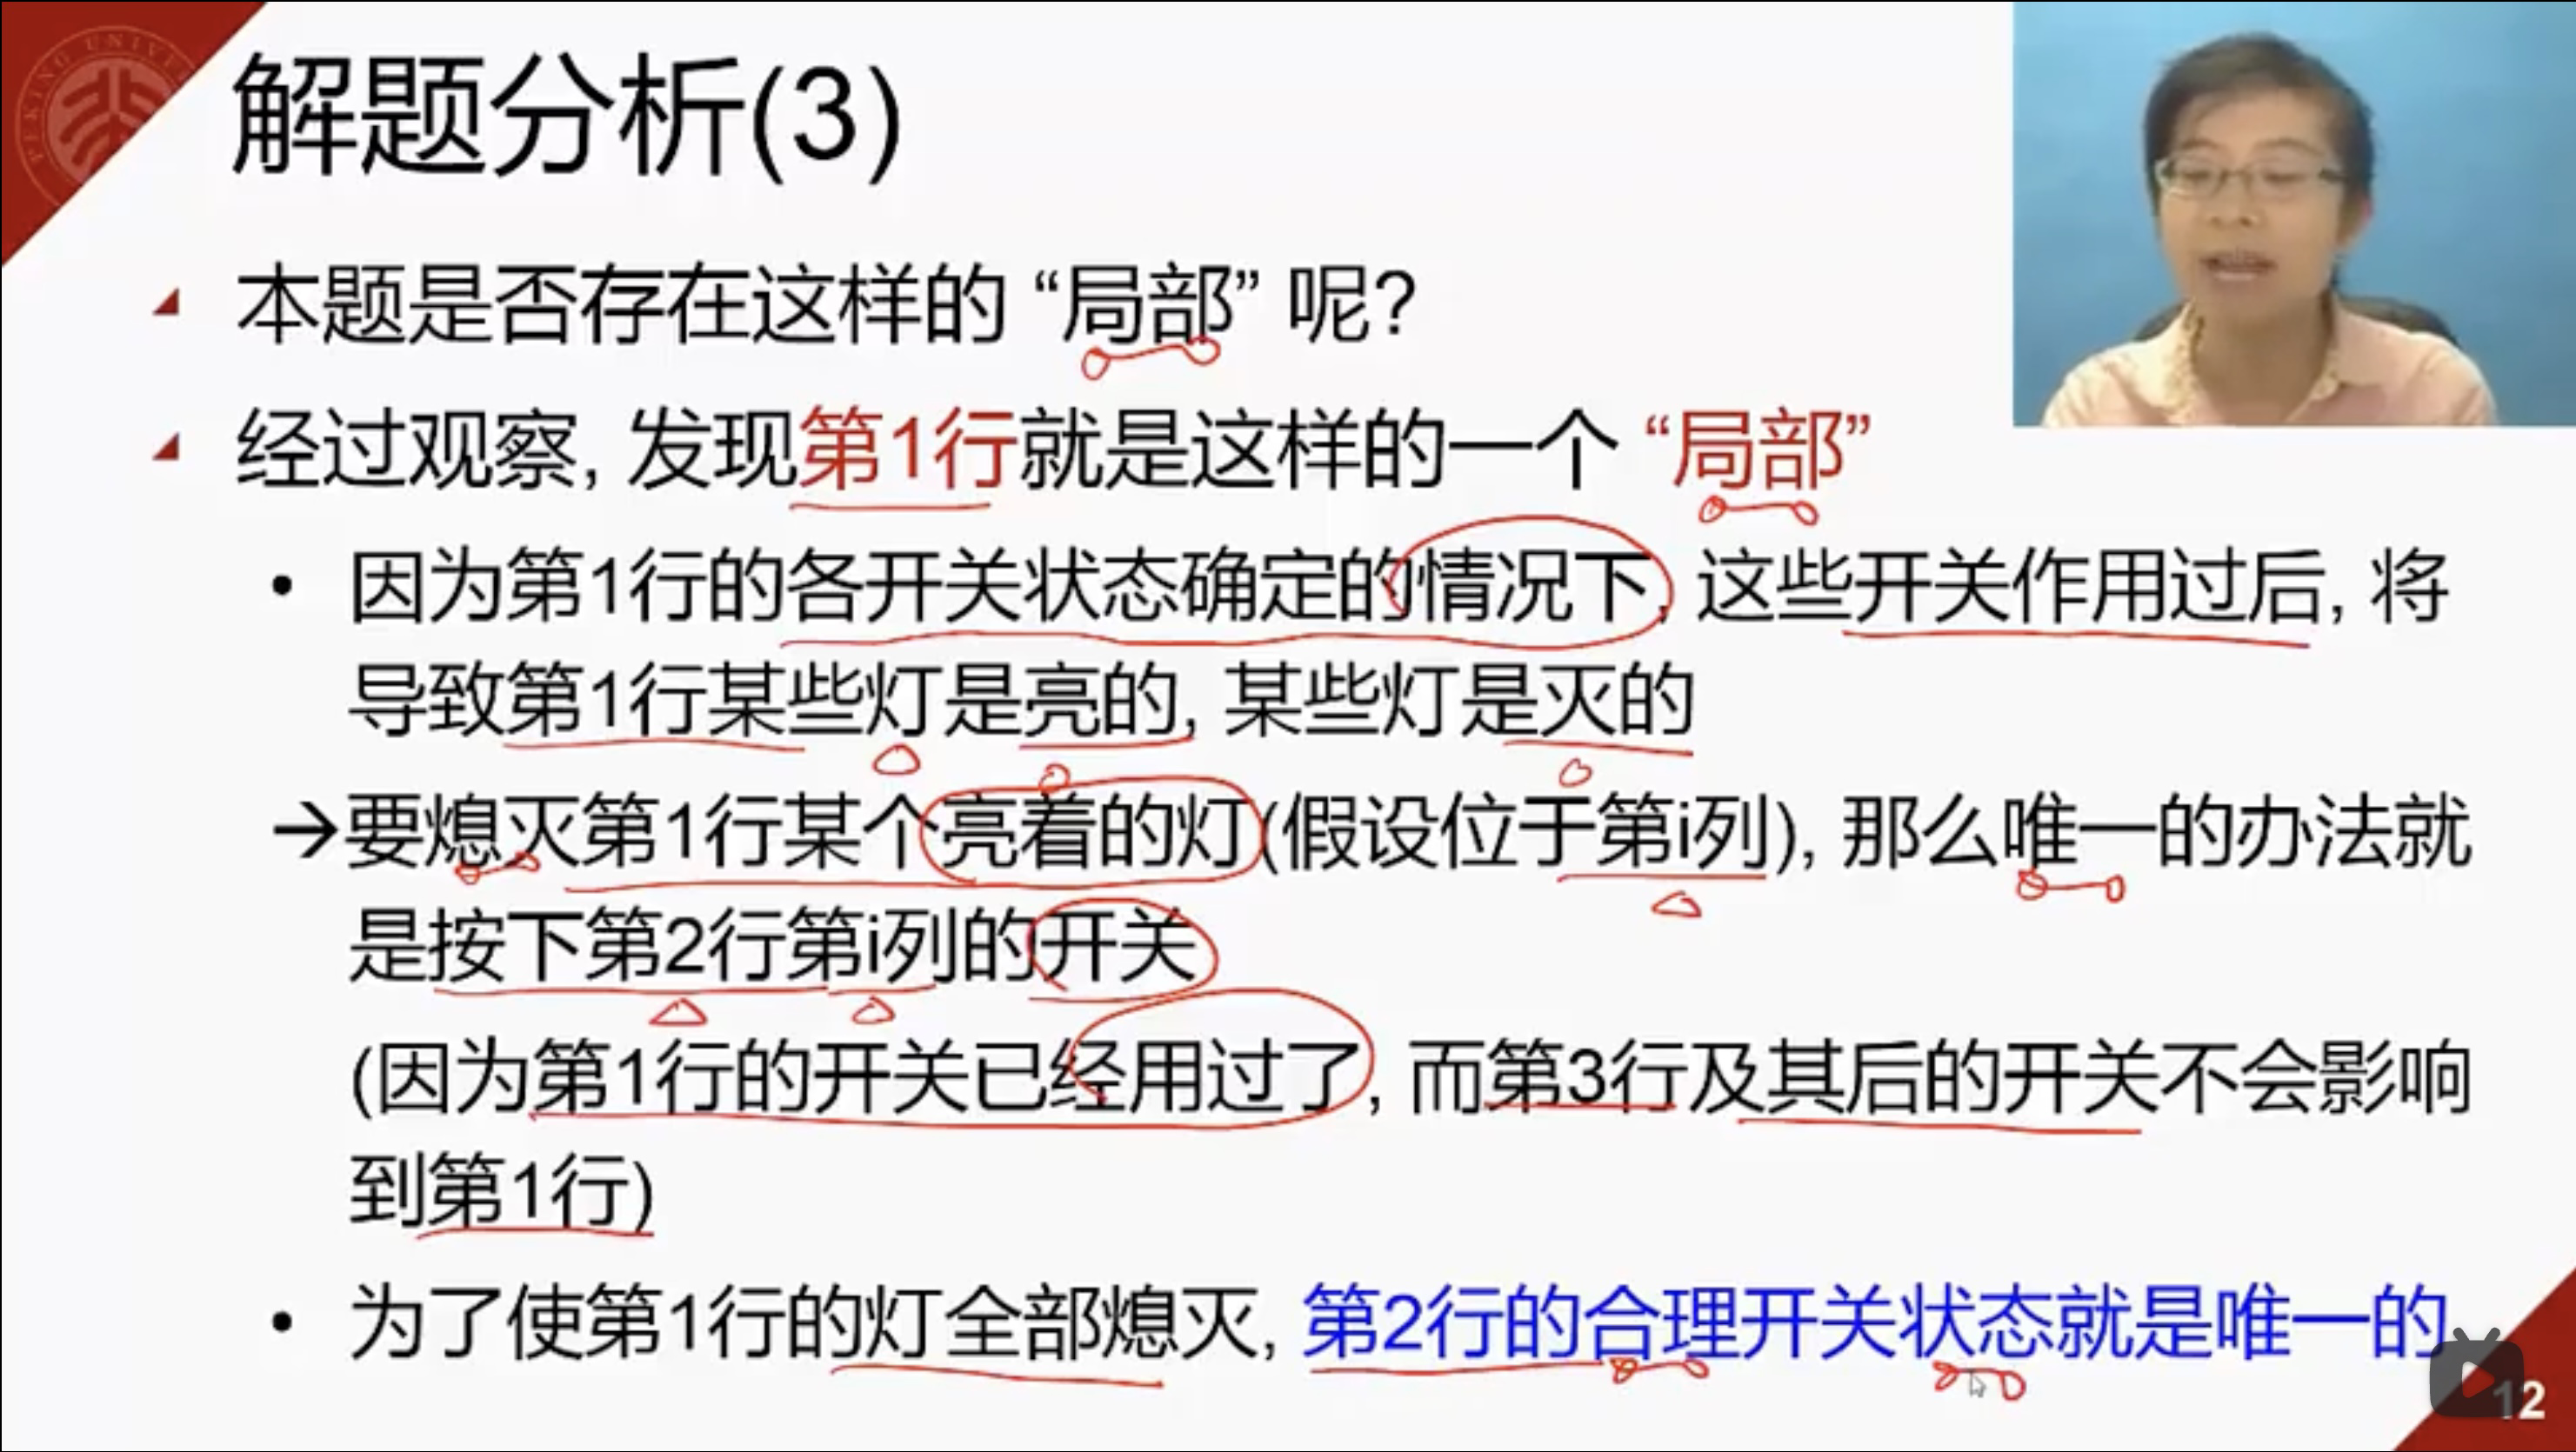 解题分析(3)
本题是否存在这样的 “局部” 呢?
经过观察, 发现第1行就是这样的一个 “局部”
• 因为第1行的各开关状态确定的情况下, 这些开关作用过后, 将
导致第1行某些灯是亮的, 某些灯是灭的
→要熄灭第1行某个亮着的灯(假设位于第i列), 那么唯一的办法就
是按下第2行第i列的开关
(因为第1行的开关已经用过了, 而第3行及其后的开关不会影响
到第1行)
• 为了使第1行的灯全部熄灭, 第2行的合理开关状态就是唯一的
12